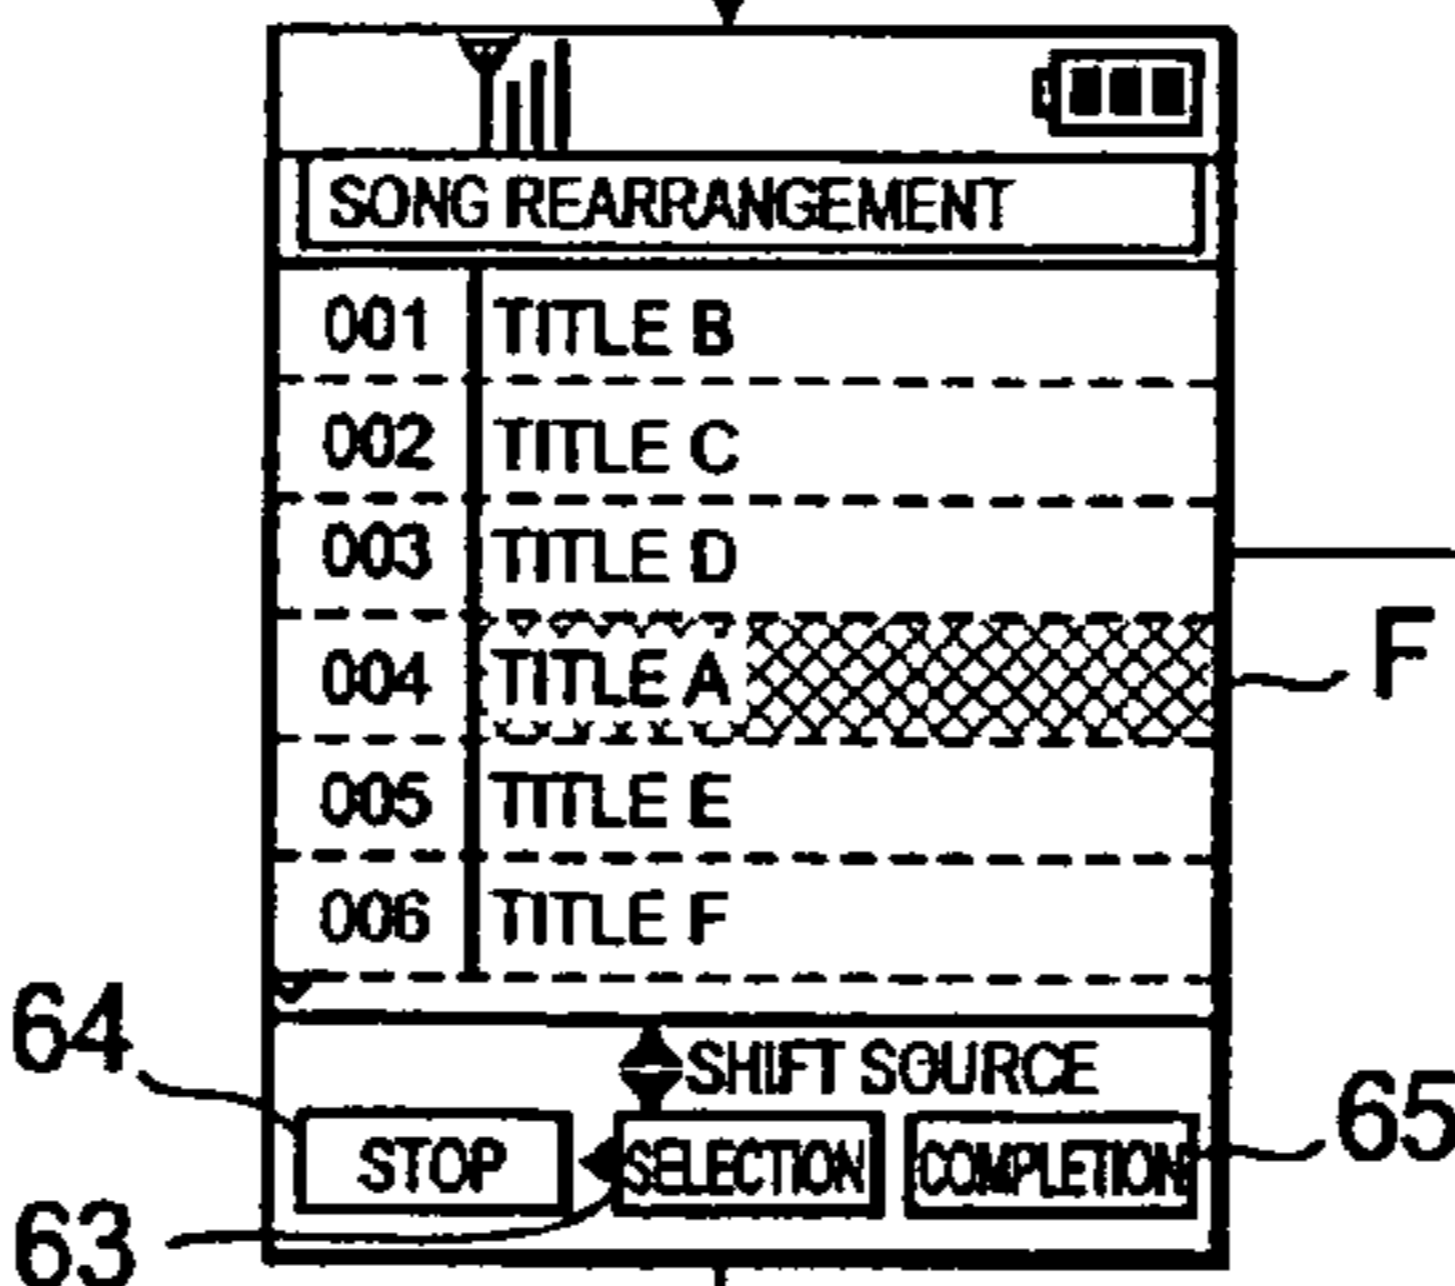 SONG REARRANGEMENT
001 TITLE B
002 TITLE C
003 TITLE D
004 TITLE A
F
005 TITLE E
006 TITLE F
64
SHIFT SOURCE
STOP SELECTION COMPLETION
65
63